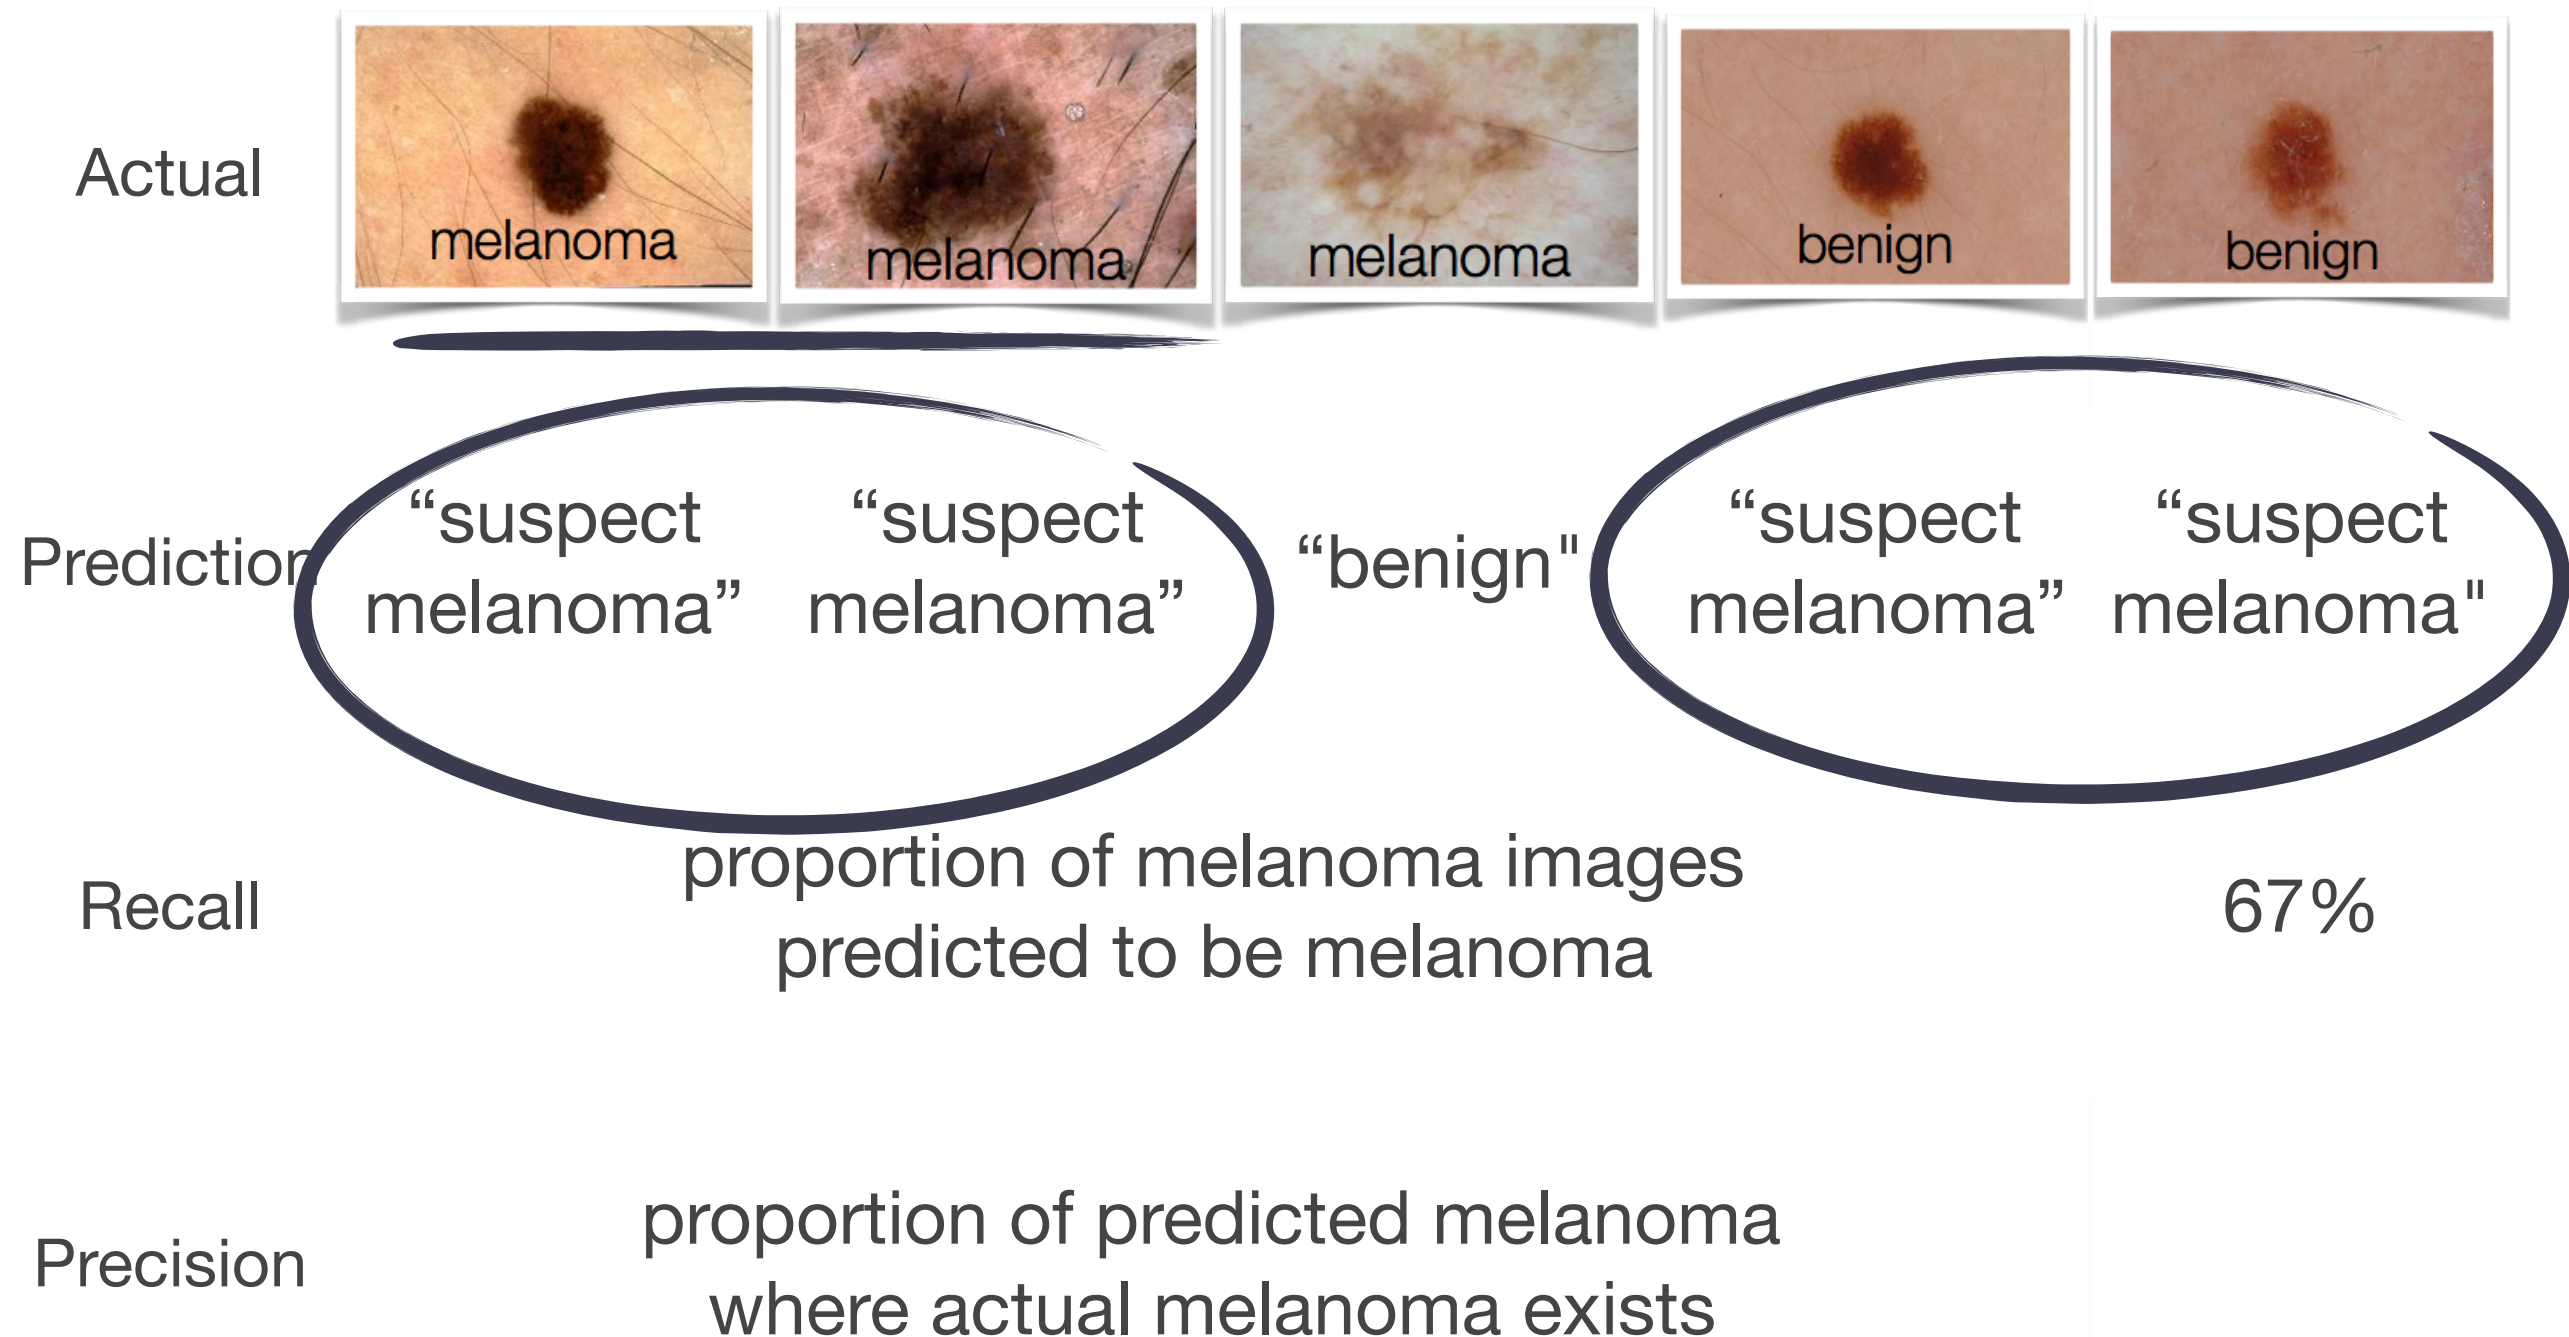 Actual
melanoma
melanoma
melanoma
benign
benign
Prediction
“suspect
melanoma”
“suspect
melanoma”
“benign"
“suspect
melanoma”
“suspect
melanoma"
Recall
proportion of melanoma images
predicted to be melanoma
67%
Precision
proportion of predicted melanoma
where actual melanoma exists